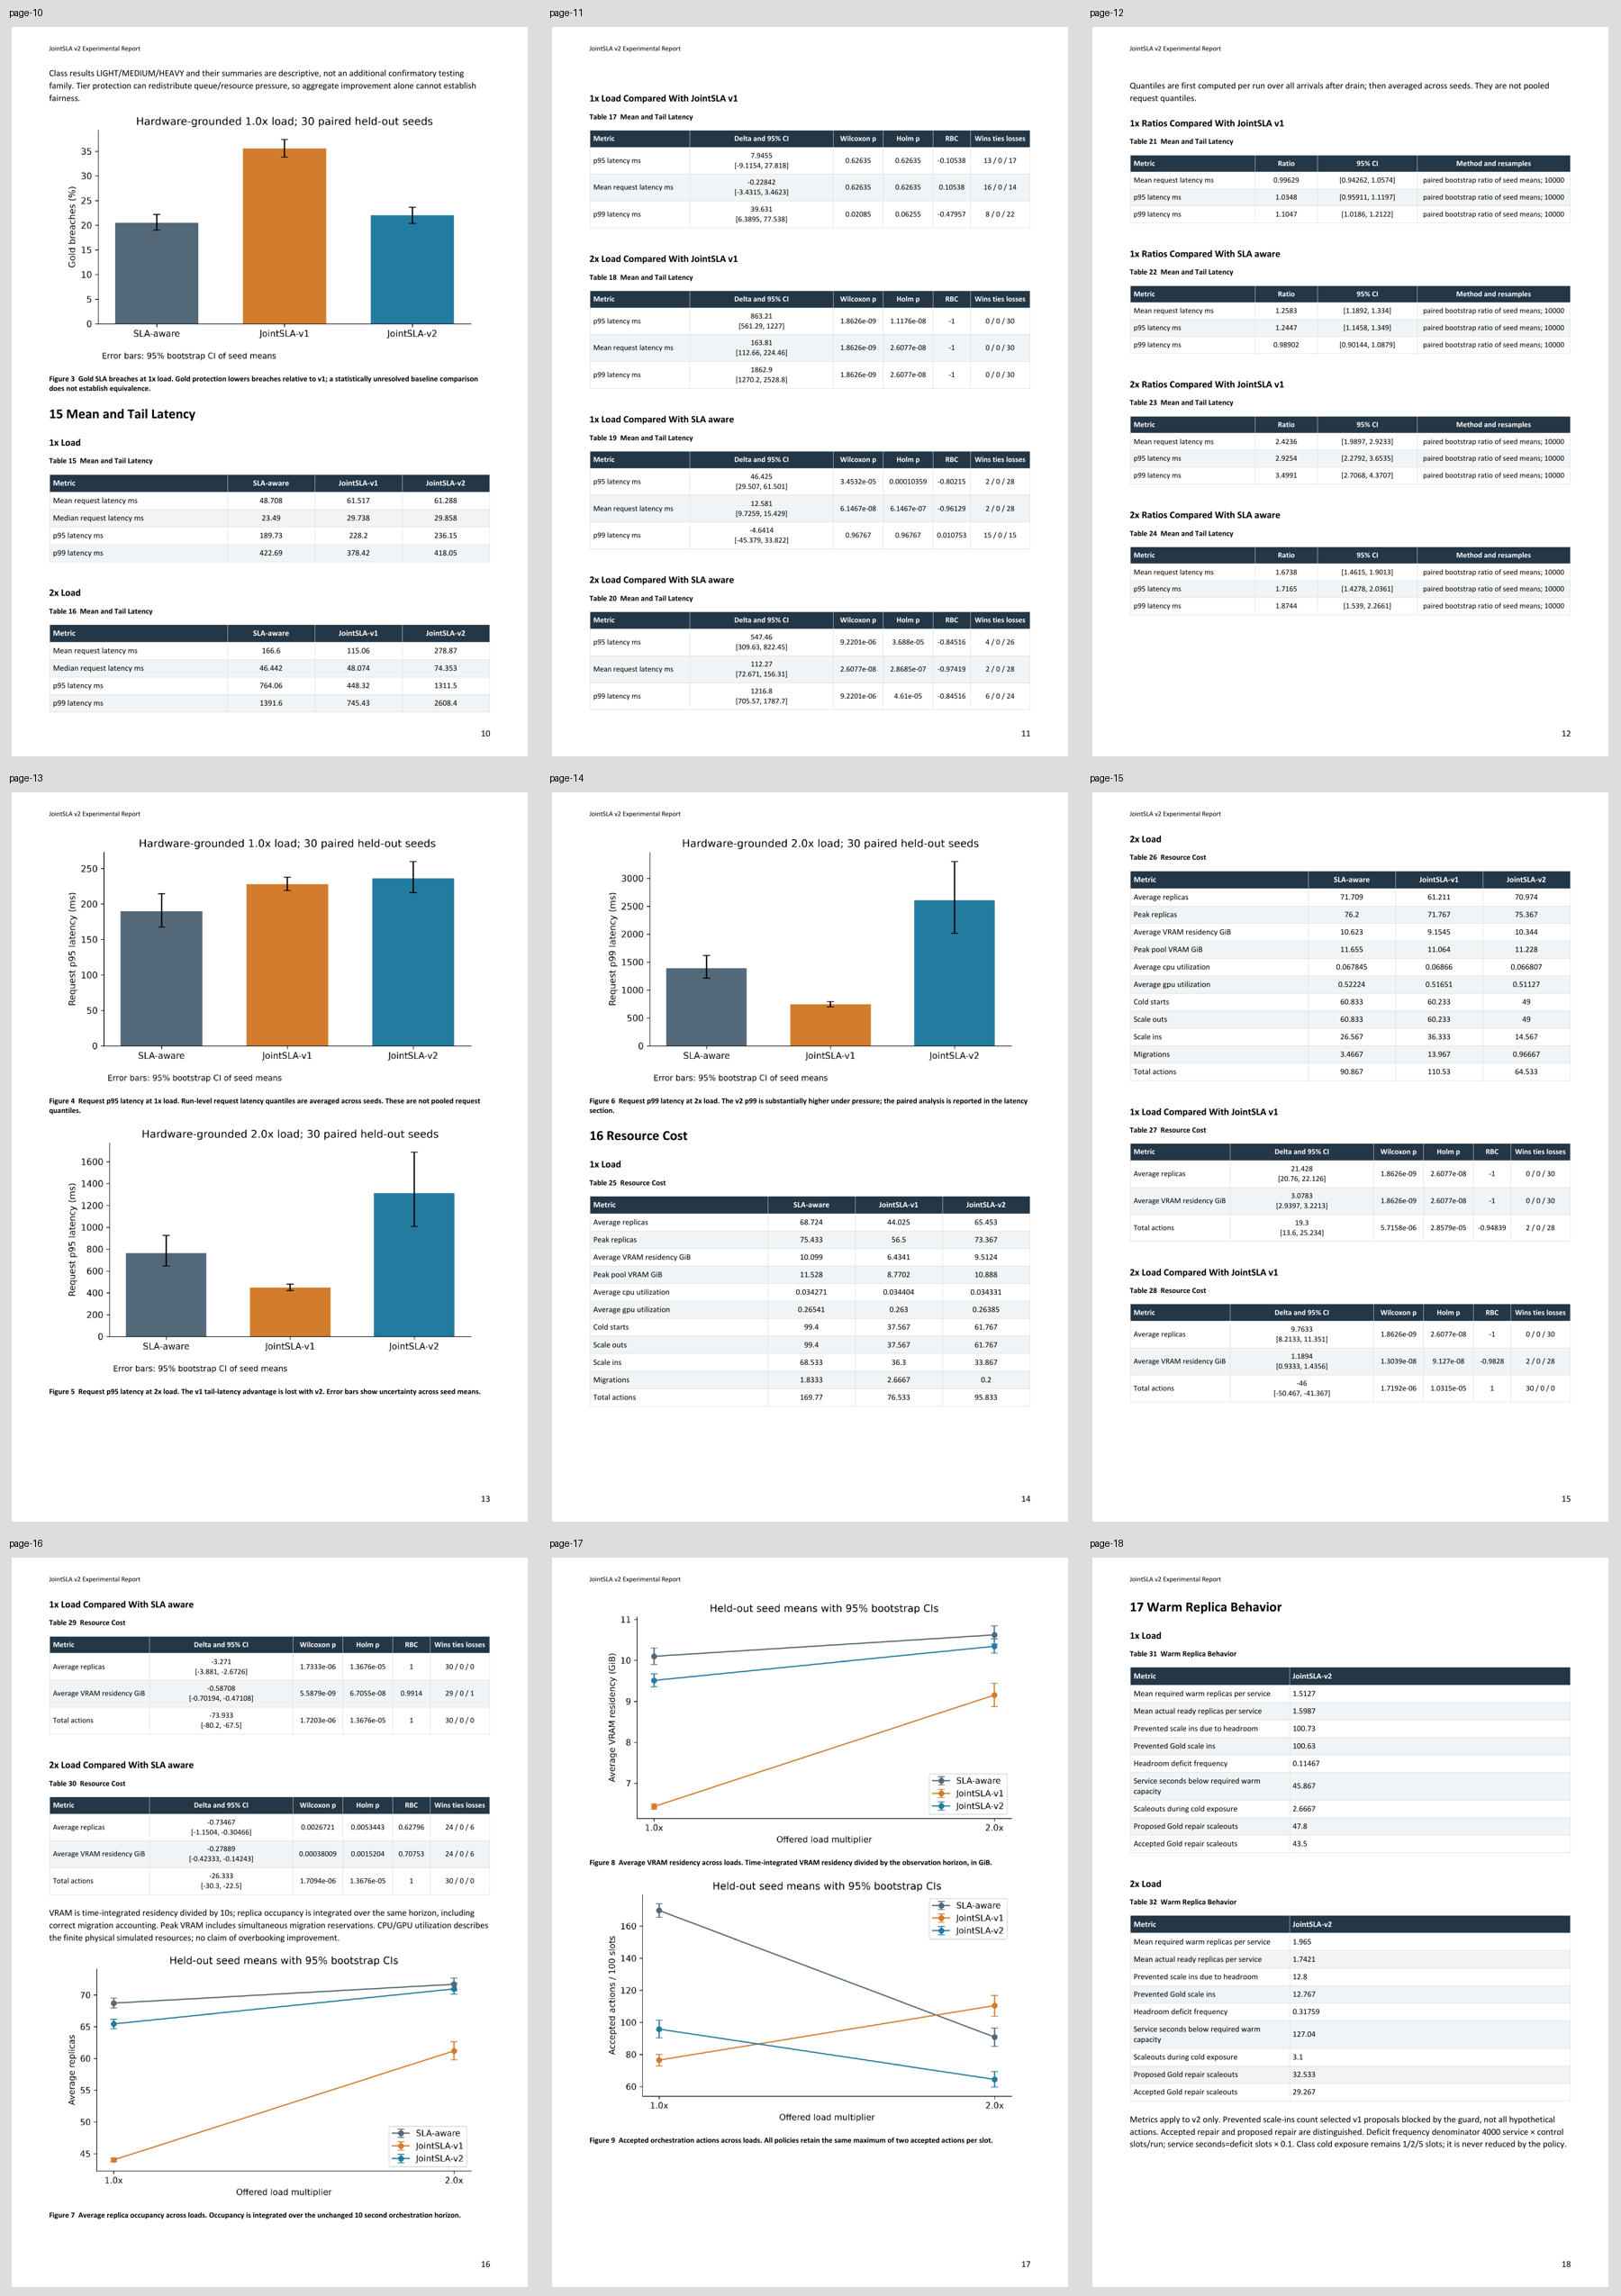 page-10
JointSLA v2 Experimental Report
Class results LIGHT/MEDIUM/HEAVY and their summaries are descriptive, not an additional confirmatory testing
family. Tier protection can redistribute queue/resource pressure, so aggregate improvement alone cannot establish
fairness.
Hardware-grounded 1.0x load; 30 paired held-out seeds
Gold breaches (%)
35
30
25
20
15
10
5
0
SLA-aware JointSLA-v1 JointSLA-v2
Error bars: 95% bootstrap CI of seed means
Figure 3 Gold SLA breaches at 1x load. Gold protection lowers breaches relative to v1; a statistically unresolved baseline comparison
does not establish equivalence.
15 Mean and Tail Latency
1x Load
Table 15 Mean and Tail Latency
Metric SLA-aware JointSLA-v1 JointSLA-v2
Mean request latency ms 48.708 61.517 61.288
Median request latency ms 23.49 29.738 29.858
p95 latency ms 189.73 228.2 236.15
p99 latency ms 422.69 378.42 418.05
2x Load
Table 16 Mean and Tail Latency
Metric SLA-aware JointSLA-v1 JointSLA-v2
Mean request latency ms 166.6 115.06 278.87
Median request latency ms 46.442 48.074 74.353
p95 latency ms 764.06 448.32 1311.5
p99 latency ms 1391.6 745.43 2608.4
10
page-11
JointSLA v2 Experimental Report
1x Load Compared With JointSLA v1
Table 17 Mean and Tail Latency
Metric Delta and 95% CI Wilcoxon p Holm p RBC Wins ties losses
p95 latency ms 7.9455 [-9.1154, 27.818] 0.62635 0.62635 -0.10538 13 / 0 / 17
Mean request latency ms -0.22842 [-3.4315, 3.4623] 0.62635 0.62635 0.10538 16 / 0 / 14
p99 latency ms 39.631 [6.3895, 77.538] 0.02085 0.06255 -0.47957 8 / 0 / 22
2x Load Compared With JointSLA v1
Table 18 Mean and Tail Latency
Metric Delta and 95% CI Wilcoxon p Holm p RBC Wins ties losses
p95 latency ms 863.21 [561.29, 1227] 1.8626e-09 1.1176e-08 -1 0 / 0 / 30
Mean request latency ms 163.81 [112.66, 224.46] 1.8626e-09 2.6077e-08 -1 0 / 0 / 30
p99 latency ms 1862.9 [1270.2, 2528.8] 1.8626e-09 2.6077e-08 -1 0 / 0 / 30
1x Load Compared With SLA aware
Table 19 Mean and Tail Latency
Metric Delta and 95% CI Wilcoxon p Holm p RBC Wins ties losses
p95 latency ms 46.425 [29.507, 61.501] 3.4532e-05 0.00010359 -0.80215 2 / 0 / 28
Mean request latency ms 12.581 [9.7259, 15.429] 6.1467e-08 6.1467e-07 -0.96129 2 / 0 / 28
p99 latency ms -4.6414 [-45.379, 33.822] 0.96767 0.96767 0.010753 15 / 0 / 15
2x Load Compared With SLA aware
Table 20 Mean and Tail Latency
Metric Delta and 95% CI Wilcoxon p Holm p RBC Wins ties losses
p95 latency ms 547.46 [309.63, 822.45] 9.2201e-06 3.688e-05 -0.84516 4 / 0 / 26
Mean request latency ms 112.27 [72.671, 156.31] 2.6077e-08 2.8685e-07 -0.97419 2 / 0 / 28
p99 latency ms 1216.8 [705.57, 1787.7] 9.2201e-06 4.61e-05 -0.84516 6 / 0 / 24
11
page-12
JointSLA v2 Experimental Report
Quantiles are first computed per run over all arrivals after drain; then averaged across seeds. They are not pooled
request quantiles.
1x Ratios Compared With JointSLA v1
Table 21 Mean and Tail Latency
Metric Ratio 95% CI Method and resamples
Mean request latency ms 0.99629 [0.94262, 1.0574] paired bootstrap ratio of seed means; 10000
p95 latency ms 1.0348 [0.95911, 1.1197] paired bootstrap ratio of seed means; 10000
p99 latency ms 1.1047 [1.0186, 1.2122] paired bootstrap ratio of seed means; 10000
1x Ratios Compared With SLA aware
Table 22 Mean and Tail Latency
Metric Ratio 95% CI Method and resamples
Mean request latency ms 1.2583 [1.1892, 1.334] paired bootstrap ratio of seed means; 10000
p95 latency ms 1.2447 [1.1458, 1.349] paired bootstrap ratio of seed means; 10000
p99 latency ms 0.98902 [0.90144, 1.0879] paired bootstrap ratio of seed means; 10000
2x Ratios Compared With JointSLA v1
Table 23 Mean and Tail Latency
Metric Ratio 95% CI Method and resamples
Mean request latency ms 2.4236 [1.9897, 2.9233] paired bootstrap ratio of seed means; 10000
p95 latency ms 2.9254 [2.2792, 3.6535] paired bootstrap ratio of seed means; 10000
p99 latency ms 3.4991 [2.7068, 4.3707] paired bootstrap ratio of seed means; 10000
2x Ratios Compared With SLA aware
Table 24 Mean and Tail Latency
Metric Ratio 95% CI Method and resamples
Mean request latency ms 1.6738 [1.4615, 1.9013] paired bootstrap ratio of seed means; 10000
p95 latency ms 1.7165 [1.4278, 2.0361] paired bootstrap ratio of seed means; 10000
p99 latency ms 1.8744 [1.539, 2.2661] paired bootstrap ratio of seed means; 10000
12
page-13
JointSLA v2 Experimental Report
Hardware-grounded 1.0x load; 30 paired held-out seeds
Request p95 latency (ms)
250
200
150
100
50
0
SLA-aware JointSLA-v1 JointSLA-v2
Error bars: 95% bootstrap CI of seed means
Figure 4 Request p95 latency at 1x load. Run-level request latency quantiles are averaged across seeds. These are not pooled request
quantiles.
Hardware-grounded 2.0x load; 30 paired held-out seeds
Request p95 latency (ms)
1600
1400
1200
1000
800
600
400
200
0
SLA-aware JointSLA-v1 JointSLA-v2
Error bars: 95% bootstrap CI of seed means
Figure 5 Request p95 latency at 2x load. The v1 tail-latency advantage is lost with v2. Error bars show uncertainty across seed means.
13
page-14
JointSLA v2 Experimental Report
Hardware-grounded 2.0x load; 30 paired held-out seeds
Request p99 latency (ms)
3000
2500
2000
1500
1000
500
0
SLA-aware JointSLA-v1 JointSLA-v2
Error bars: 95% bootstrap CI of seed means
Figure 6 Request p99 latency at 2x load. The v2 p99 is substantially higher under pressure; the paired analysis is reported in the latency
section.
16 Resource Cost
1x Load
Table 25 Resource Cost
Metric SLA-aware JointSLA-v1 JointSLA-v2
Average replicas 68.724 44.025 65.453
Peak replicas 75.433 56.5 73.367
Average VRAM residency GiB 10.099 6.4341 9.5124
Peak pool VRAM GiB 11.528 8.7702 10.888
Average cpu utilization 0.034271 0.034404 0.034331
Average gpu utilization 0.26541 0.263 0.26385
Cold starts 99.4 37.567 61.767
Scale outs 99.4 37.567 61.767
Scale ins 68.533 36.3 33.867
Migrations 1.8333 2.6667 0.2
Total actions 169.77 76.533 95.833
14
page-15
JointSLA v2 Experimental Report
2x Load
Table 26 Resource Cost
Metric SLA-aware JointSLA-v1 JointSLA-v2
Average replicas 71.709 61.211 70.974
Peak replicas 76.2 71.767 75.367
Average VRAM residency GiB 10.623 9.1545 10.344
Peak pool VRAM GiB 11.655 11.064 11.228
Average cpu utilization 0.067845 0.06866 0.066807
Average gpu utilization 0.52224 0.51651 0.51127
Cold starts 60.833 60.233 49
Scale outs 60.833 60.233 49
Scale ins 26.567 36.333 14.567
Migrations 3.4667 13.967 0.96667
Total actions 90.867 110.53 64.533
1x Load Compared With JointSLA v1
Table 27 Resource Cost
Metric Delta and 95% CI Wilcoxon p Holm p RBC Wins ties losses
Average replicas 21.428 [20.76, 22.126] 1.8626e-09 2.6077e-08 -1 0 / 0 / 30
Average VRAM residency GiB 3.0783 [2.9397, 3.2213] 1.8626e-09 2.6077e-08 -1 0 / 0 / 30
Total actions 19.3 [13.6, 25.234] 5.7158e-06 2.8579e-05 -0.94839 2 / 0 / 28
2x Load Compared With JointSLA v1
Table 28 Resource Cost
Metric Delta and 95% CI Wilcoxon p Holm p RBC Wins ties losses
Average replicas 9.7633 [8.2133, 11.351] 1.8626e-09 2.6077e-08 -1 0 / 0 / 30
Average VRAM residency GiB 1.1894 [0.9333, 1.4356] 1.3039e-08 9.127e-08 -0.9828 2 / 0 / 28
Total actions -46 [-50.467, -41.367] 1.7192e-06 1.0315e-05 1 30 / 0 / 0
15
page-16
JointSLA v2 Experimental Report
1x Load Compared With SLA aware
Table 29 Resource Cost
Metric Delta and 95% CI Wilcoxon p Holm p RBC Wins ties losses
Average replicas -3.271 [-3.881, -2.6726] 1.7333e-06 1.3676e-05 1 30 / 0 / 0
Average VRAM residency GiB -0.58708 [-0.70194, -0.47108] 5.5879e-09 6.7055e-08 0.9914 29 / 0 / 1
Total actions -73.933 [-80.2, -67.5] 1.7203e-06 1.3676e-05 1 30 / 0 / 0
2x Load Compared With SLA aware
Table 30 Resource Cost
Metric Delta and 95% CI Wilcoxon p Holm p RBC Wins ties losses
Average replicas -0.73467 [-1.1504, -0.30466] 0.0026721 0.0053443 0.62796 24 / 0 / 6
Average VRAM residency GiB -0.27889 [-0.42333, -0.14243] 0.00038009 0.0015204 0.70753 24 / 0 / 6
Total actions -26.333 [-30.3, -22.5] 1.7094e-06 1.3676e-05 1 30 / 0 / 0
VRAM is time-integrated residency divided by 10s; replica occupancy is integrated over the same horizon, including
correct migration accounting. Peak VRAM includes simultaneous migration reservations. CPU/GPU utilization describes
the finite physical simulated resources; no claim of overbooking improvement.
Held-out seed means with 95% bootstrap CIs
Average replicas
70
65
60
55
50
45
SLA-aware
JointSLA-v1
JointSLA-v2
1.0x 2.0x
Offered load multiplier
Figure 7 Average replica occupancy across loads. Occupancy is integrated over the unchanged 10 second orchestration horizon.
16
page-17
JointSLA v2 Experimental Report
Held-out seed means with 95% bootstrap CIs
Average VRAM residency (GiB)
11
10
9
8
7
SLA-aware
JointSLA-v1
JointSLA-v2
1.0x 2.0x
Offered load multiplier
Figure 8 Average VRAM residency across loads. Time-integrated VRAM residency divided by the observation horizon, in GiB.
Held-out seed means with 95% bootstrap CIs
Accepted actions / 100 slots
SLA-aware
JointSLA-v1
JointSLA-v2
160
140
120
100
80
60
1.0x 2.0x
Offered load multiplier
Figure 9 Accepted orchestration actions across loads. All policies retain the same maximum of two accepted actions per slot.
17
page-18
JointSLA v2 Experimental Report
17 Warm Replica Behavior
1x Load
Table 31 Warm Replica Behavior
Metric JointSLA-v2
Mean required warm replicas per service 1.5127
Mean actual ready replicas per service 1.5987
Prevented scale ins due to headroom 100.73
Prevented Gold scale ins 100.63
Headroom deficit frequency 0.11467
Service seconds below required warm capacity 45.867
Scaleouts during cold exposure 2.6667
Proposed Gold repair scaleouts 47.8
Accepted Gold repair scaleouts 43.5
2x Load
Table 32 Warm Replica Behavior
Metric JointSLA-v2
Mean required warm replicas per service 1.965
Mean actual ready replicas per service 1.7421
Prevented scale ins due to headroom 12.8
Prevented Gold scale ins 12.767
Headroom deficit frequency 0.31759
Service seconds below required warm capacity 127.04
Scaleouts during cold exposure 3.1
Proposed Gold repair scaleouts 32.533
Accepted Gold repair scaleouts 29.267
Metrics apply to v2 only. Prevented scale-ins count selected v1 proposals blocked by the guard, not all hypothetical
actions. Accepted repair and proposed repair are distinguished. Deficit frequency denominator 4000 service × control
slots/run; service seconds=deficit slots × 0.1. Class cold exposure remains 1/2/5 slots; it is never reduced by the policy.
18